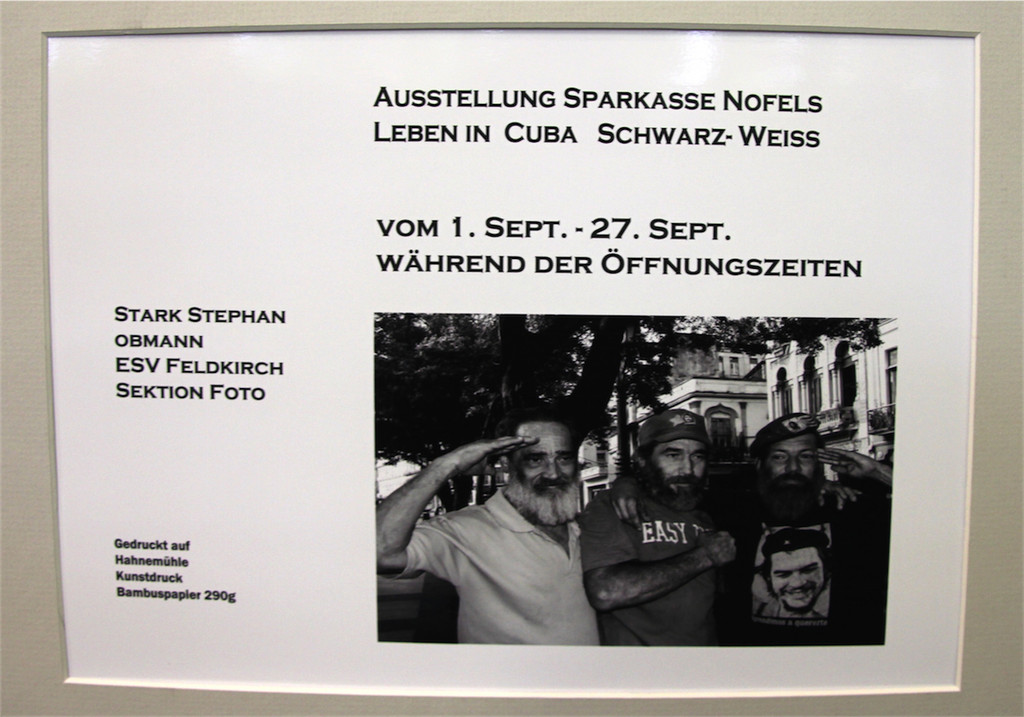 AUSSTELLUNG SPARKASSE NOFELS
LEBEN IN CUBA SCHWARZ- WEISS
VOM 1. SEPT. - 27. SEPT.
WÄHREND DER ÖFFNUNGSZEITEN
STARK STEPHAN
OBMANN
ESV FELDKIRCH
SEKTION FOTO
Gedruckt auf
Hahnemühle
Kunstdruck
Bambuspapier 290g
EASY